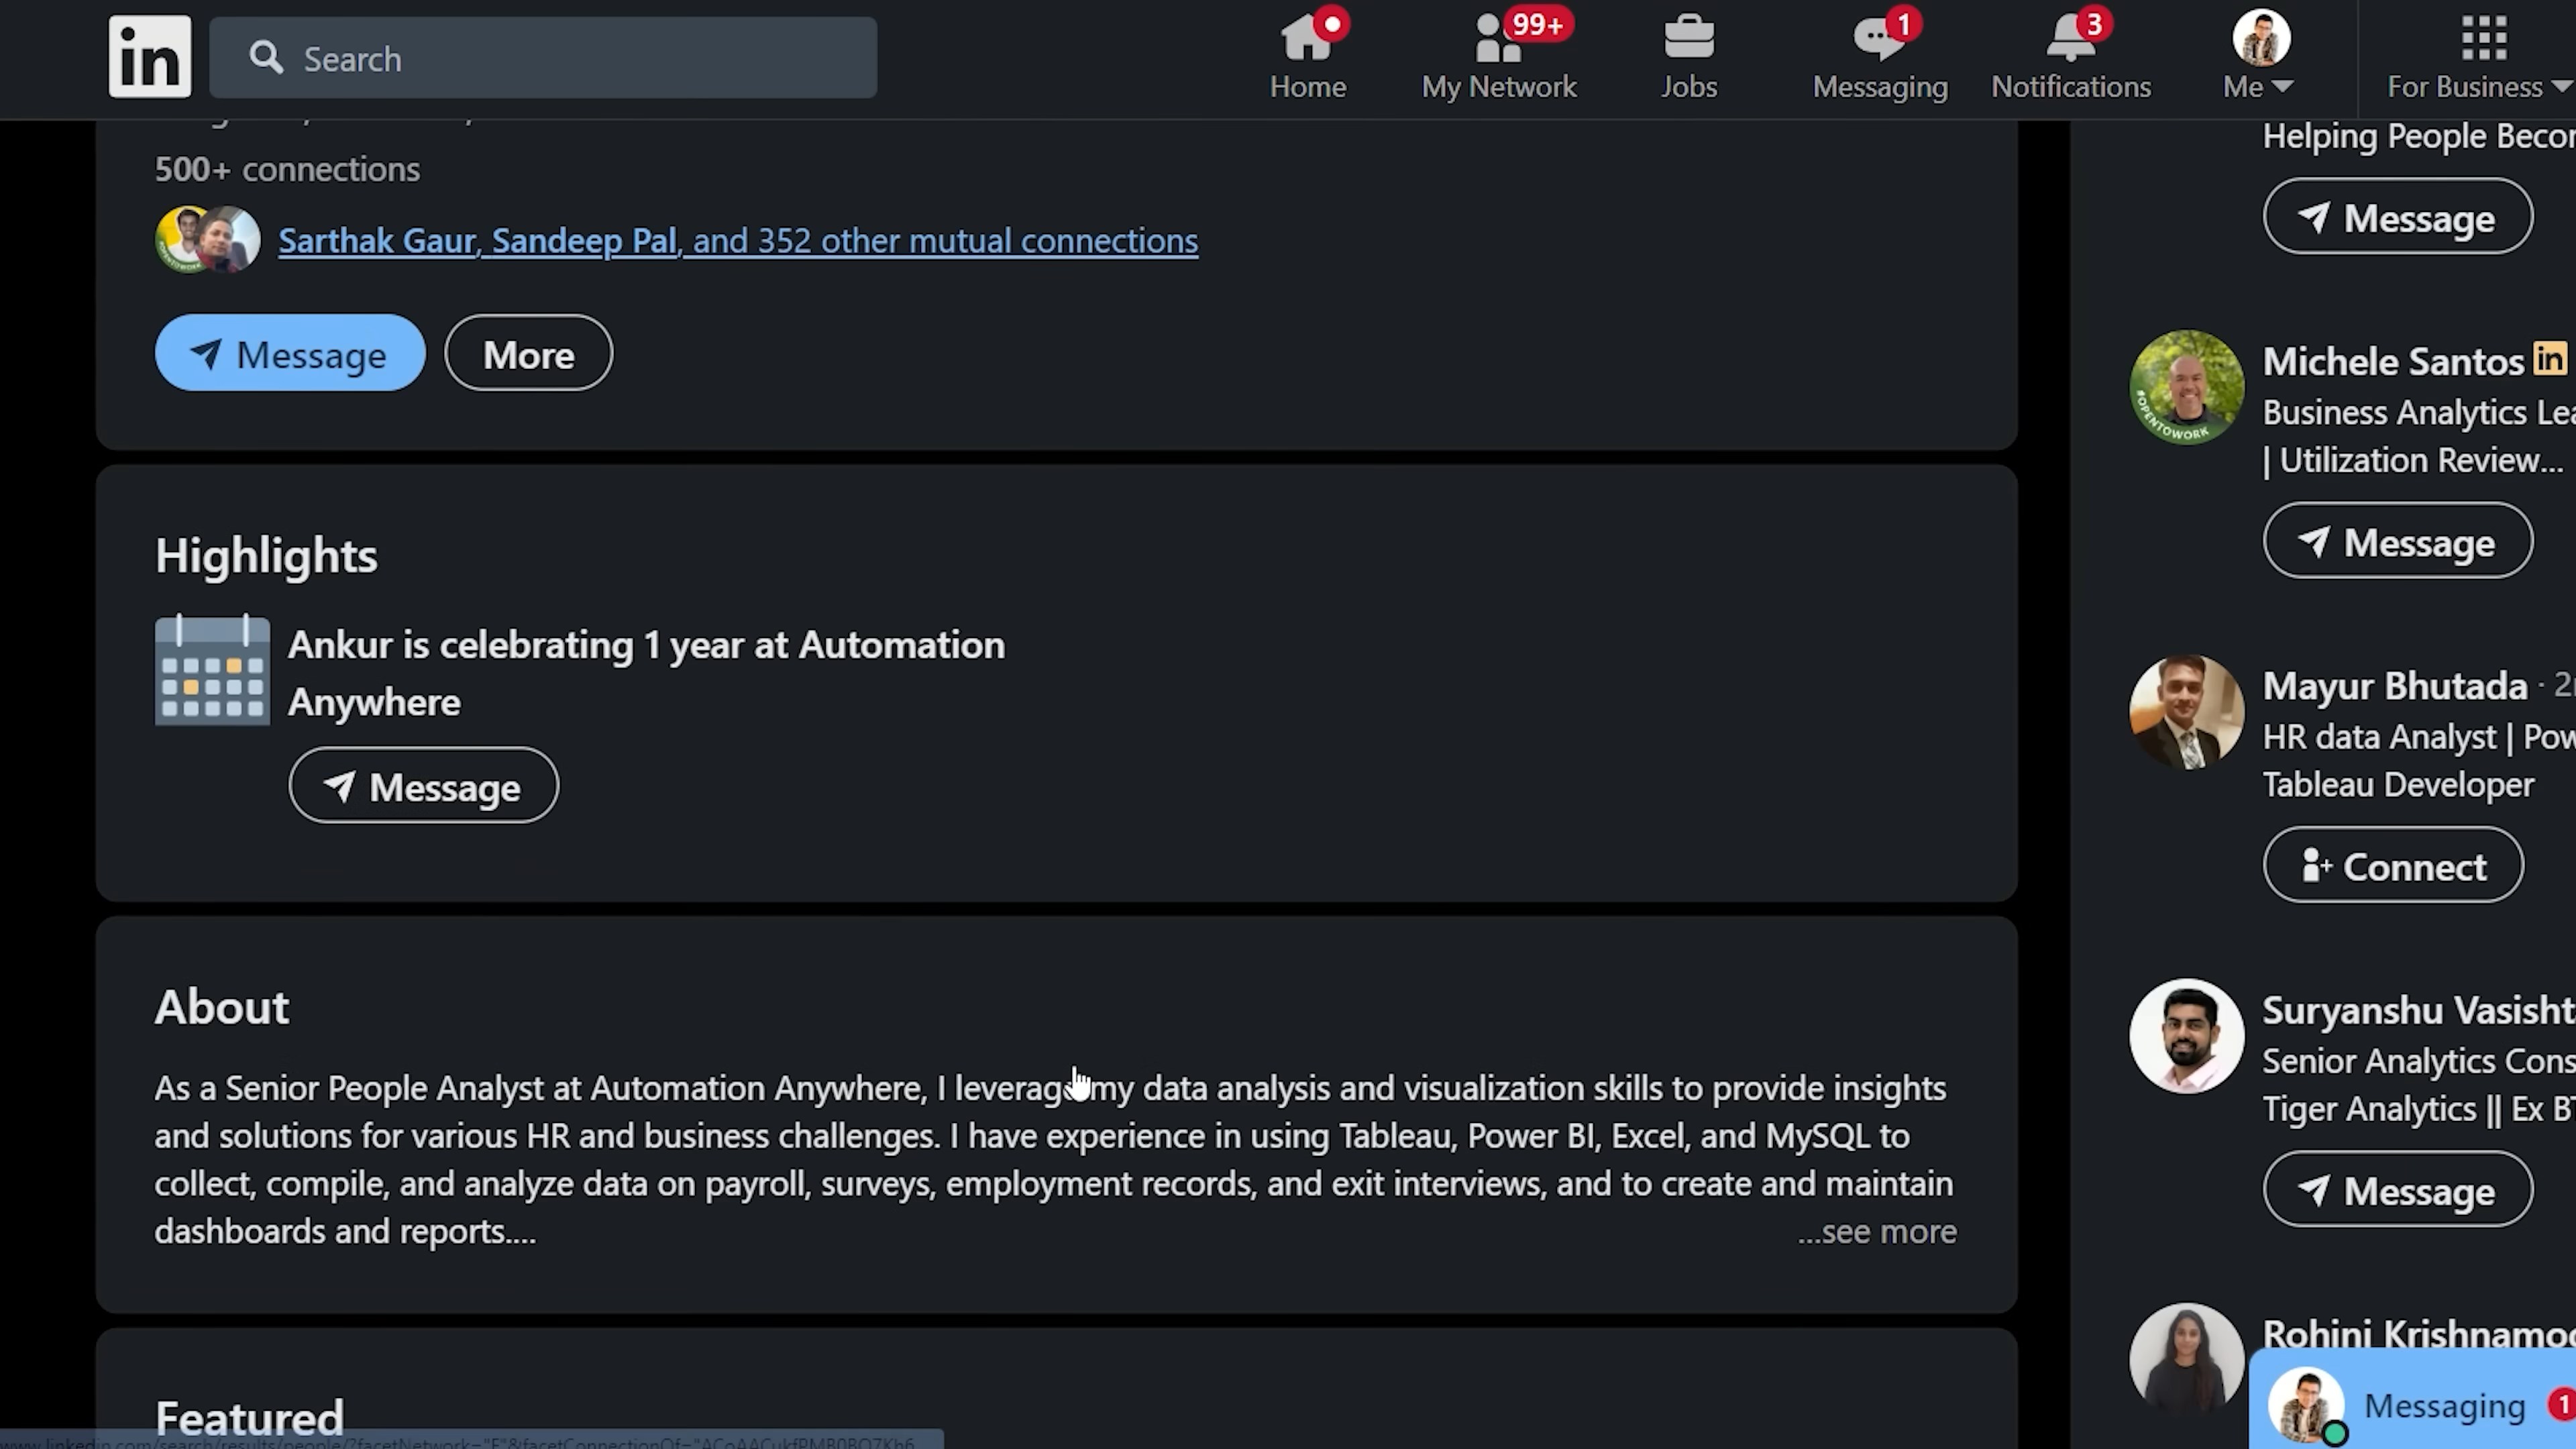 in
Search
Home
99+
My Network
Jobs
1
Messaging
3
Notifications
Me
For Business
500+ connections
Sarthak Gaur, Sandeep Pal, and 352 other mutual connections
Message
More
Highlights
Ankur is celebrating 1 year at Automation
Anywhere
Message
About
As a Senior People Analyst at Automation Anywhere, I leverage my data analysis and visualization skills to provide insights
and solutions for various HR and business challenges. I have experience in using Tableau, Power BI, Excel, and MySQL to
collect, compile, and analyze data on payroll, surveys, employment records, and exit interviews, and to create and maintain
dashboards and reports....
...see more
Featured
Helping People Becom
Message
Michele Santos in
#OPENTOWORK
Business Analytics Lea
| Utilization Review...
Message
Mayur Bhutada · 2n
HR data Analyst | Pow
Tableau Developer
Connect
Suryanshu Vasisht
Senior Analytics Cons
Tiger Analytics || Ex BT
Message
Rohini Krishnamo
Messaging
1